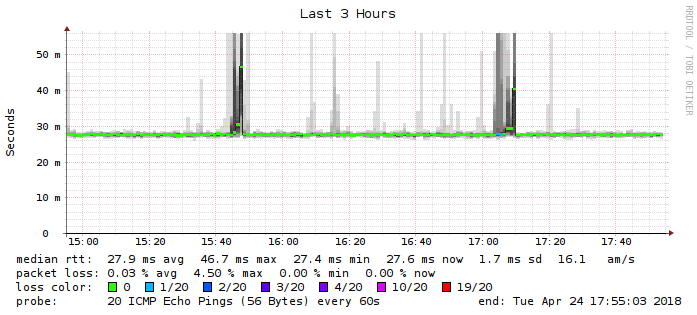 Last 3 Hours
RRDTOOL / TOBI OETIKER
Seconds
50 m
40 m
30 m
20 m
10 m
0
15:00 15:20 15:40 16:00 16:20 16:40 17:00 17:20 17:40
median rtt: 27.9 ms avg 46.7 ms max 27.4 ms min 27.6 ms now 1.7 ms sd 16.1 am/s
packet loss: 0.03 % avg 4.50 % max 0.00 % min 0.00 % now
loss color: 0 1/20 2/20 3/20 4/20 10/20 19/20
probe: 20 ICMP Echo Pings (56 Bytes) every 60s end: Tue Apr 24 17:55:03 2018